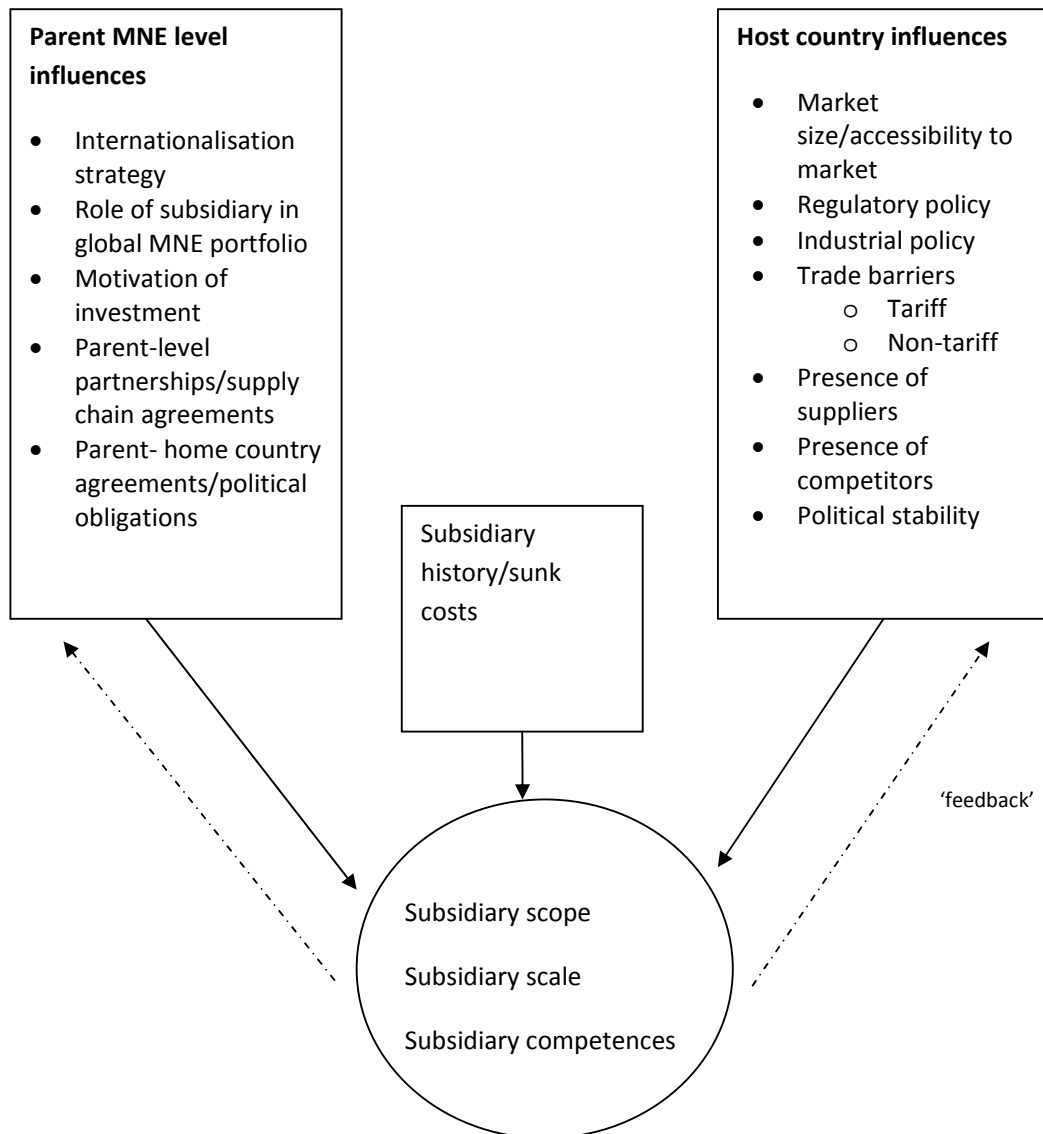 Parent MNE level
influences
• Internationalisation
strategy
• Role of subsidiary in
global MNE portfolio
• Motivation of
investment
• Parent-level
partnerships/supply
chain agreements
• Parent- home country
agreements/political
obligations
Host country influences
• Market
size/accessibility to
market
• Regulatory policy
• Industrial policy
• Trade barriers
o Tariff
o Non-tariff
• Presence of
suppliers
• Presence of
competitors
• Political stability
Subsidiary
history/sunk
costs
‘feedback’
Subsidiary scope
Subsidiary scale
Subsidiary competences